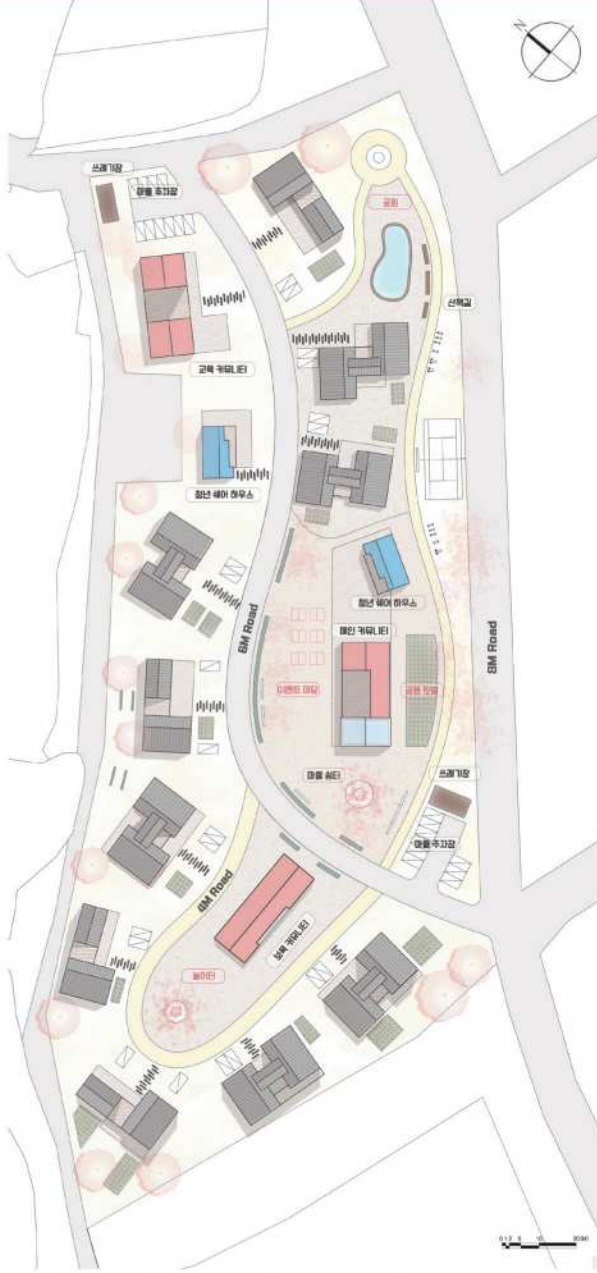 N
쓰레기장
마을 주차장
공원
산책길
교육 커뮤니티
청년 쉐어 하우스
6M Road
청년 쉐어 하우스
메인 커뮤니티
8M Road
이벤트 마당
공용 텃밭
마을 쉼터
쓰레기장
마을 주차장
4M Road
보육 커뮤니티
놀이터